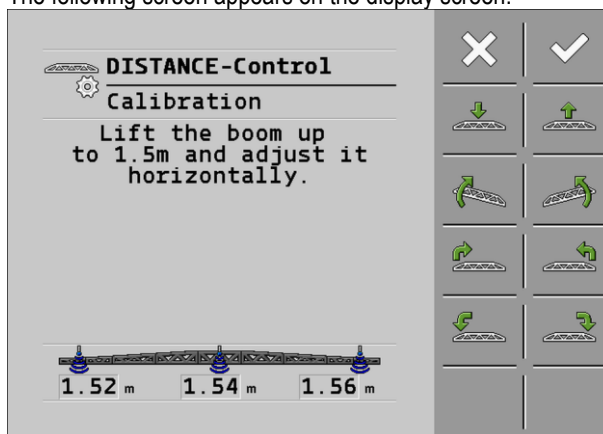 The following screen appears on the display screen:
DISTANCE-Control
Calibration
Lift the boom up
to 1.5m and adjust it
horizontally.
1.52 m 1.54 m 1.56 m